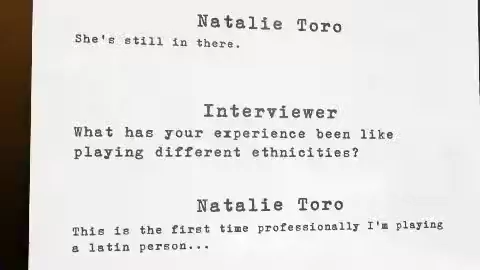 Natalie Toro
She's still in there.
Interviewer
What has your experience been like
playing different ethnicities?
Natalie Toro
This is the first time professionally I'm playing
a latin person...